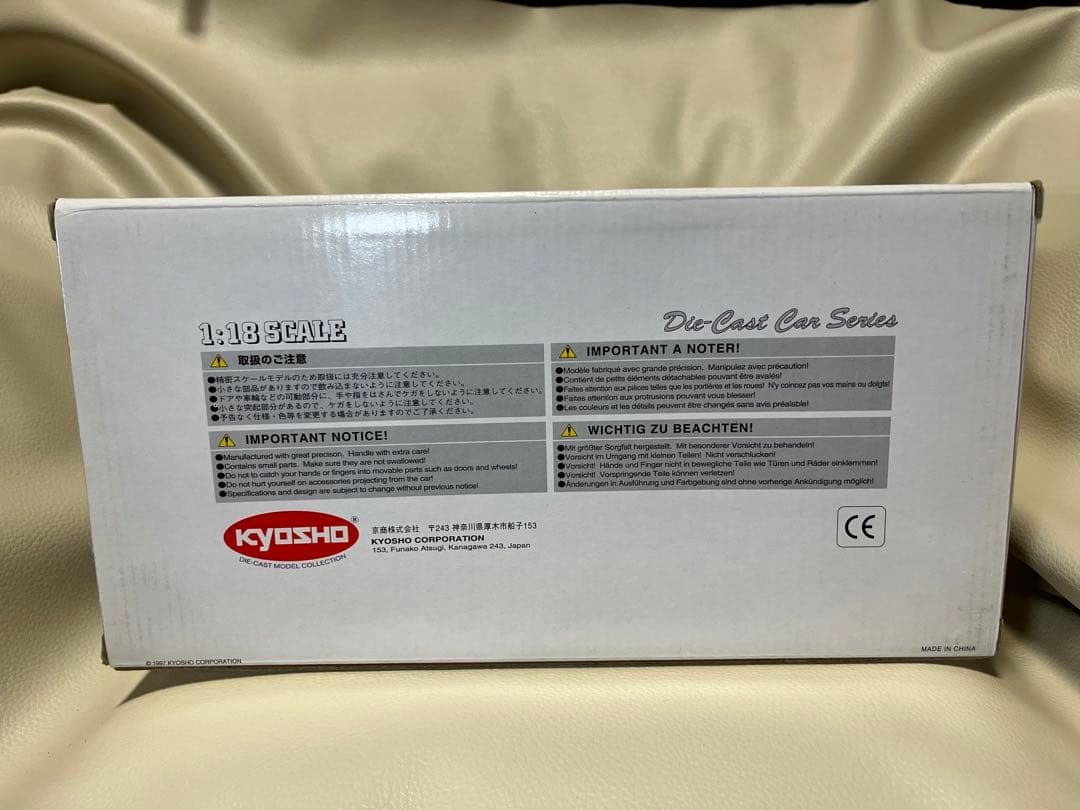 1:18 SCALE
Die-Cast Car Series
取扱のご注意
●精密スケールモデルのため取扱には充分注意してください。
●小さな部品がありますので飲み込まないように注意してください。
●ドアや車輪などの可動部分に、手や指をはさんでケガをしないように注意してください。
●小さな突起部分があるので、ケガをしないように注意してください。
●予告なく仕様・色等を変更する場合がありますのでご了承ください。
IMPORTANT A NOTER!
●Modèle fabriqué avec grande précision. Manipulez avec précaution!
●Contient de petits éléments détachables pouvant être avalés!
●Faites attention aux pièces telles que les portières et les roues! N'y coincez pas vos mains ou doigts!
●Faites attention aux protrusions pouvant vous blesser!
●Les couleurs et les détails peuvent être changés sans avis préalable!
IMPORTANT NOTICE!
●Manufactured with great precison. Handle with extra care!
●Contains small parts. Make sure they are not swallowed!
●Do not to catch your hands or fingers into movable parts such as doors and wheels!
●Do not hurt yourself on accessories projecting from the car!
●Specifications and design are subject to change without previous notice!
WICHTIG ZU BEACHTEN!
●Mit größter Sorgfalt hergestellt. Mit besonderer Vorsicht zu behandeln!
●Vorsicht im Umgang mit kleinen Teilen! Nicht verschlucken!
●Vorsicht! Hände und Finger nicht in bewegliche Teile wie Türen und Räder einklemmen!
●Vorsicht! Vorspringende Teile können verletzen!
●Änderungen in Ausführung und Farbgebung sind ohne vorherige Ankündigung möglich!
KYOSHO®
DIE-CAST MODEL COLLECTION
京商株式会社 〒243 神奈川県厚木市船子153
KYOSHO CORPORATION
153, Funako Atsugi, Kanagawa 243, Japan
CE
© 1997 KYOSHO CORPORATION
MADE IN CHINA